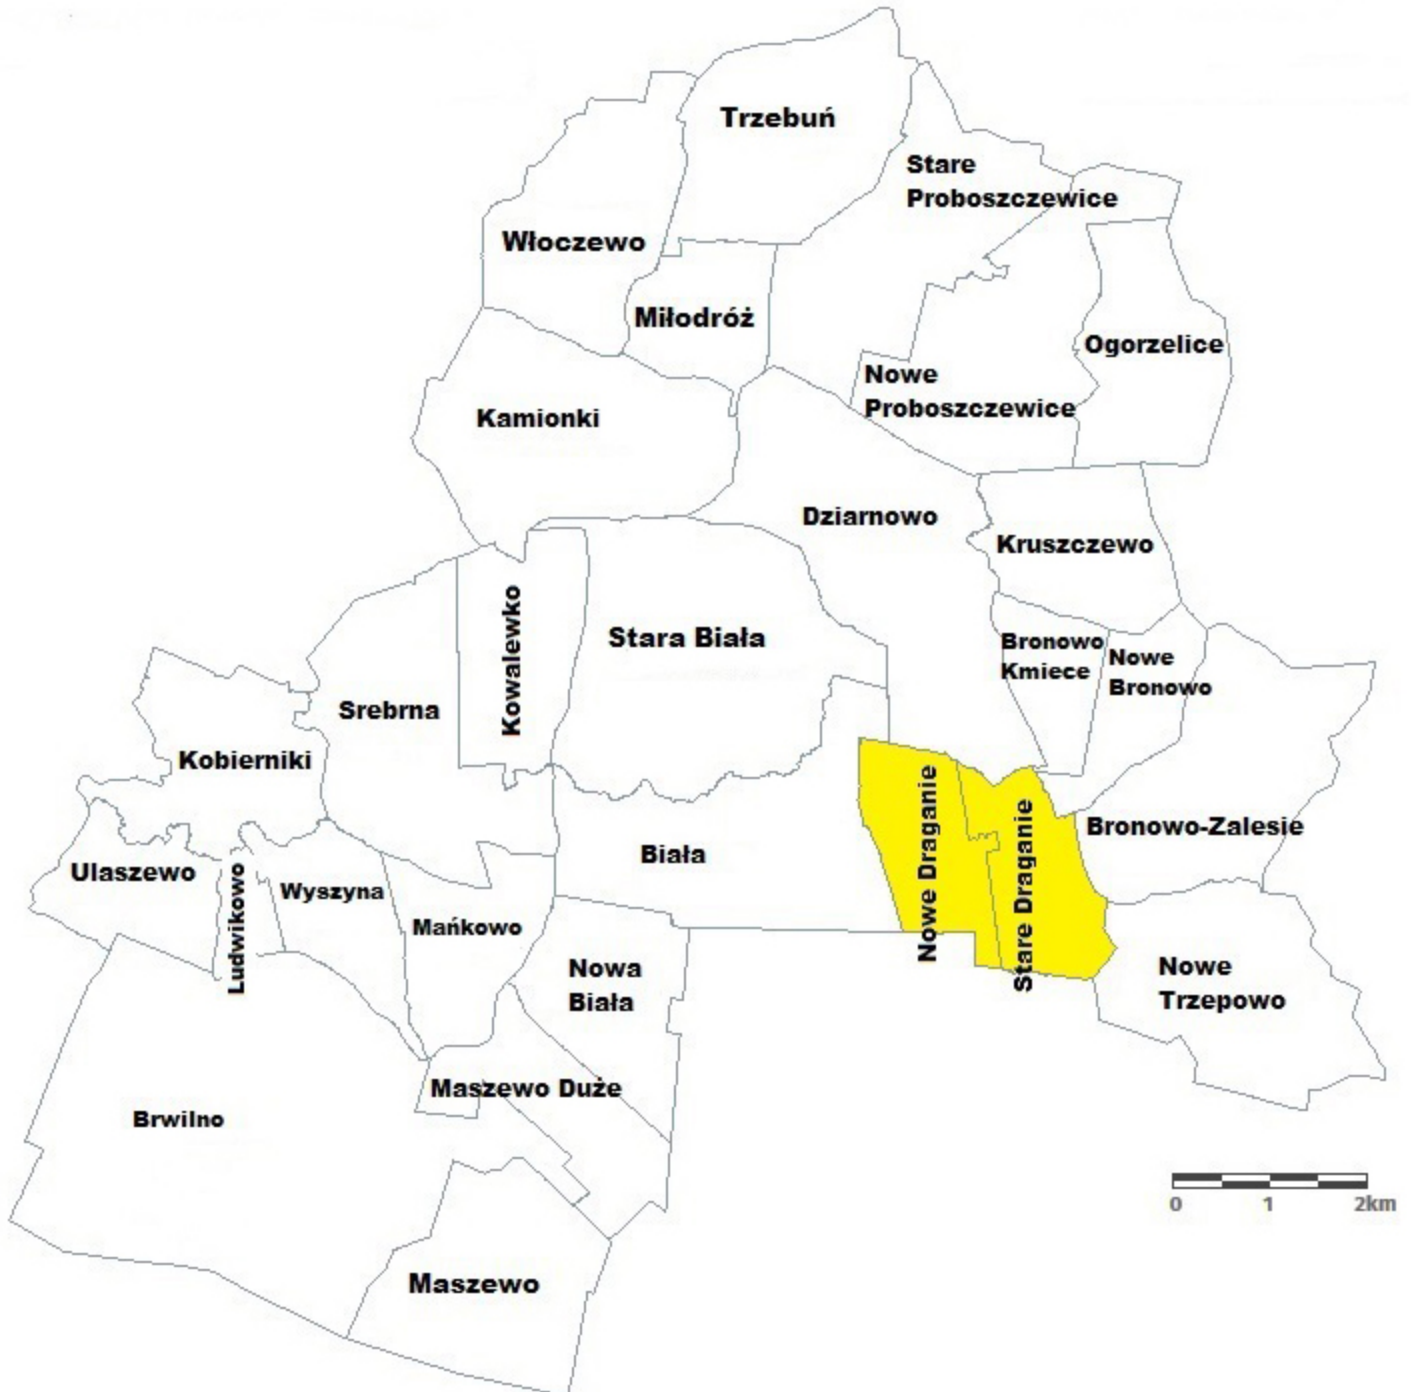 Trzebuń
Stare
Proboszczewice
Włoczewo
Miłodróż
Ogorzelice
Nowe
Proboszczewice
Kamionki
Dziarnowo
Kruszczewo
Kowalewko
Stara Biała
Bronowo
Kmiece
Nowe
Bronowo
Srebrna
Kobierniki
Nowe Draganie
Stare Draganie
Bronowo-Zalesie
Biała
Ulaszewo
Ludwikowo
Wyszyna
Mańkowo
Nowa
Biała
Nowe
Trzepowo
Maszewo Duże
Brwilno
0 1 2km
Maszewo